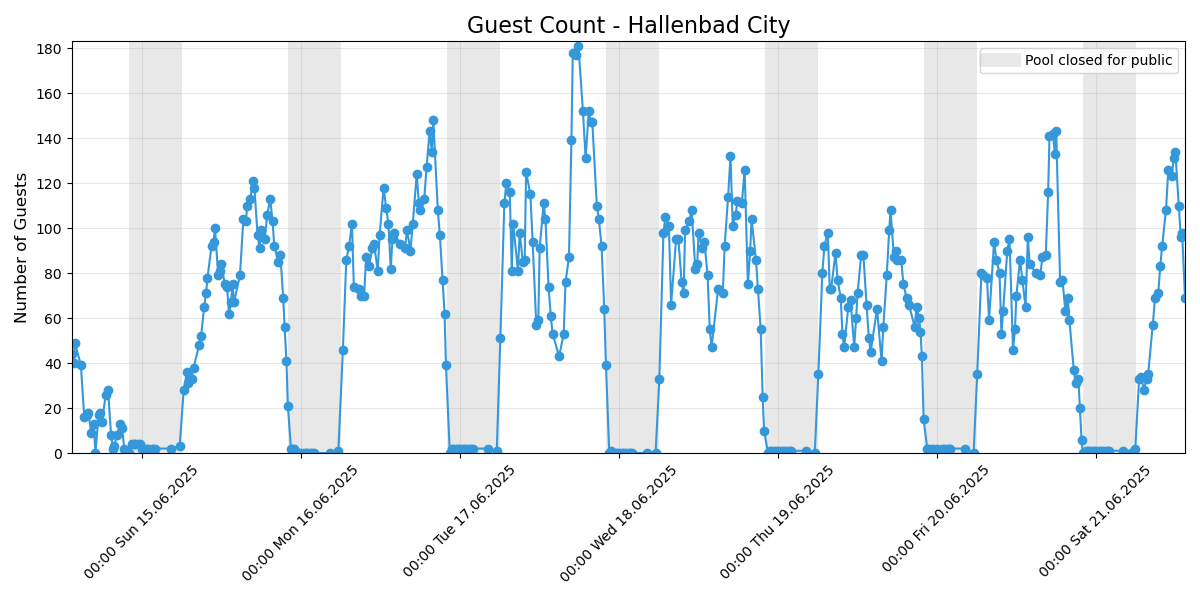 Guest Count - Hallenbad City
Number of Guests
180
160
140
120
100
80
60
40
20
0
Pool closed for public
00:00 Sun 15.06.2025
00:00 Mon 16.06.2025
00:00 Tue 17.06.2025
00:00 Wed 18.06.2025
00:00 Thu 19.06.2025
00:00 Fri 20.06.2025
00:00 Sat 21.06.2025